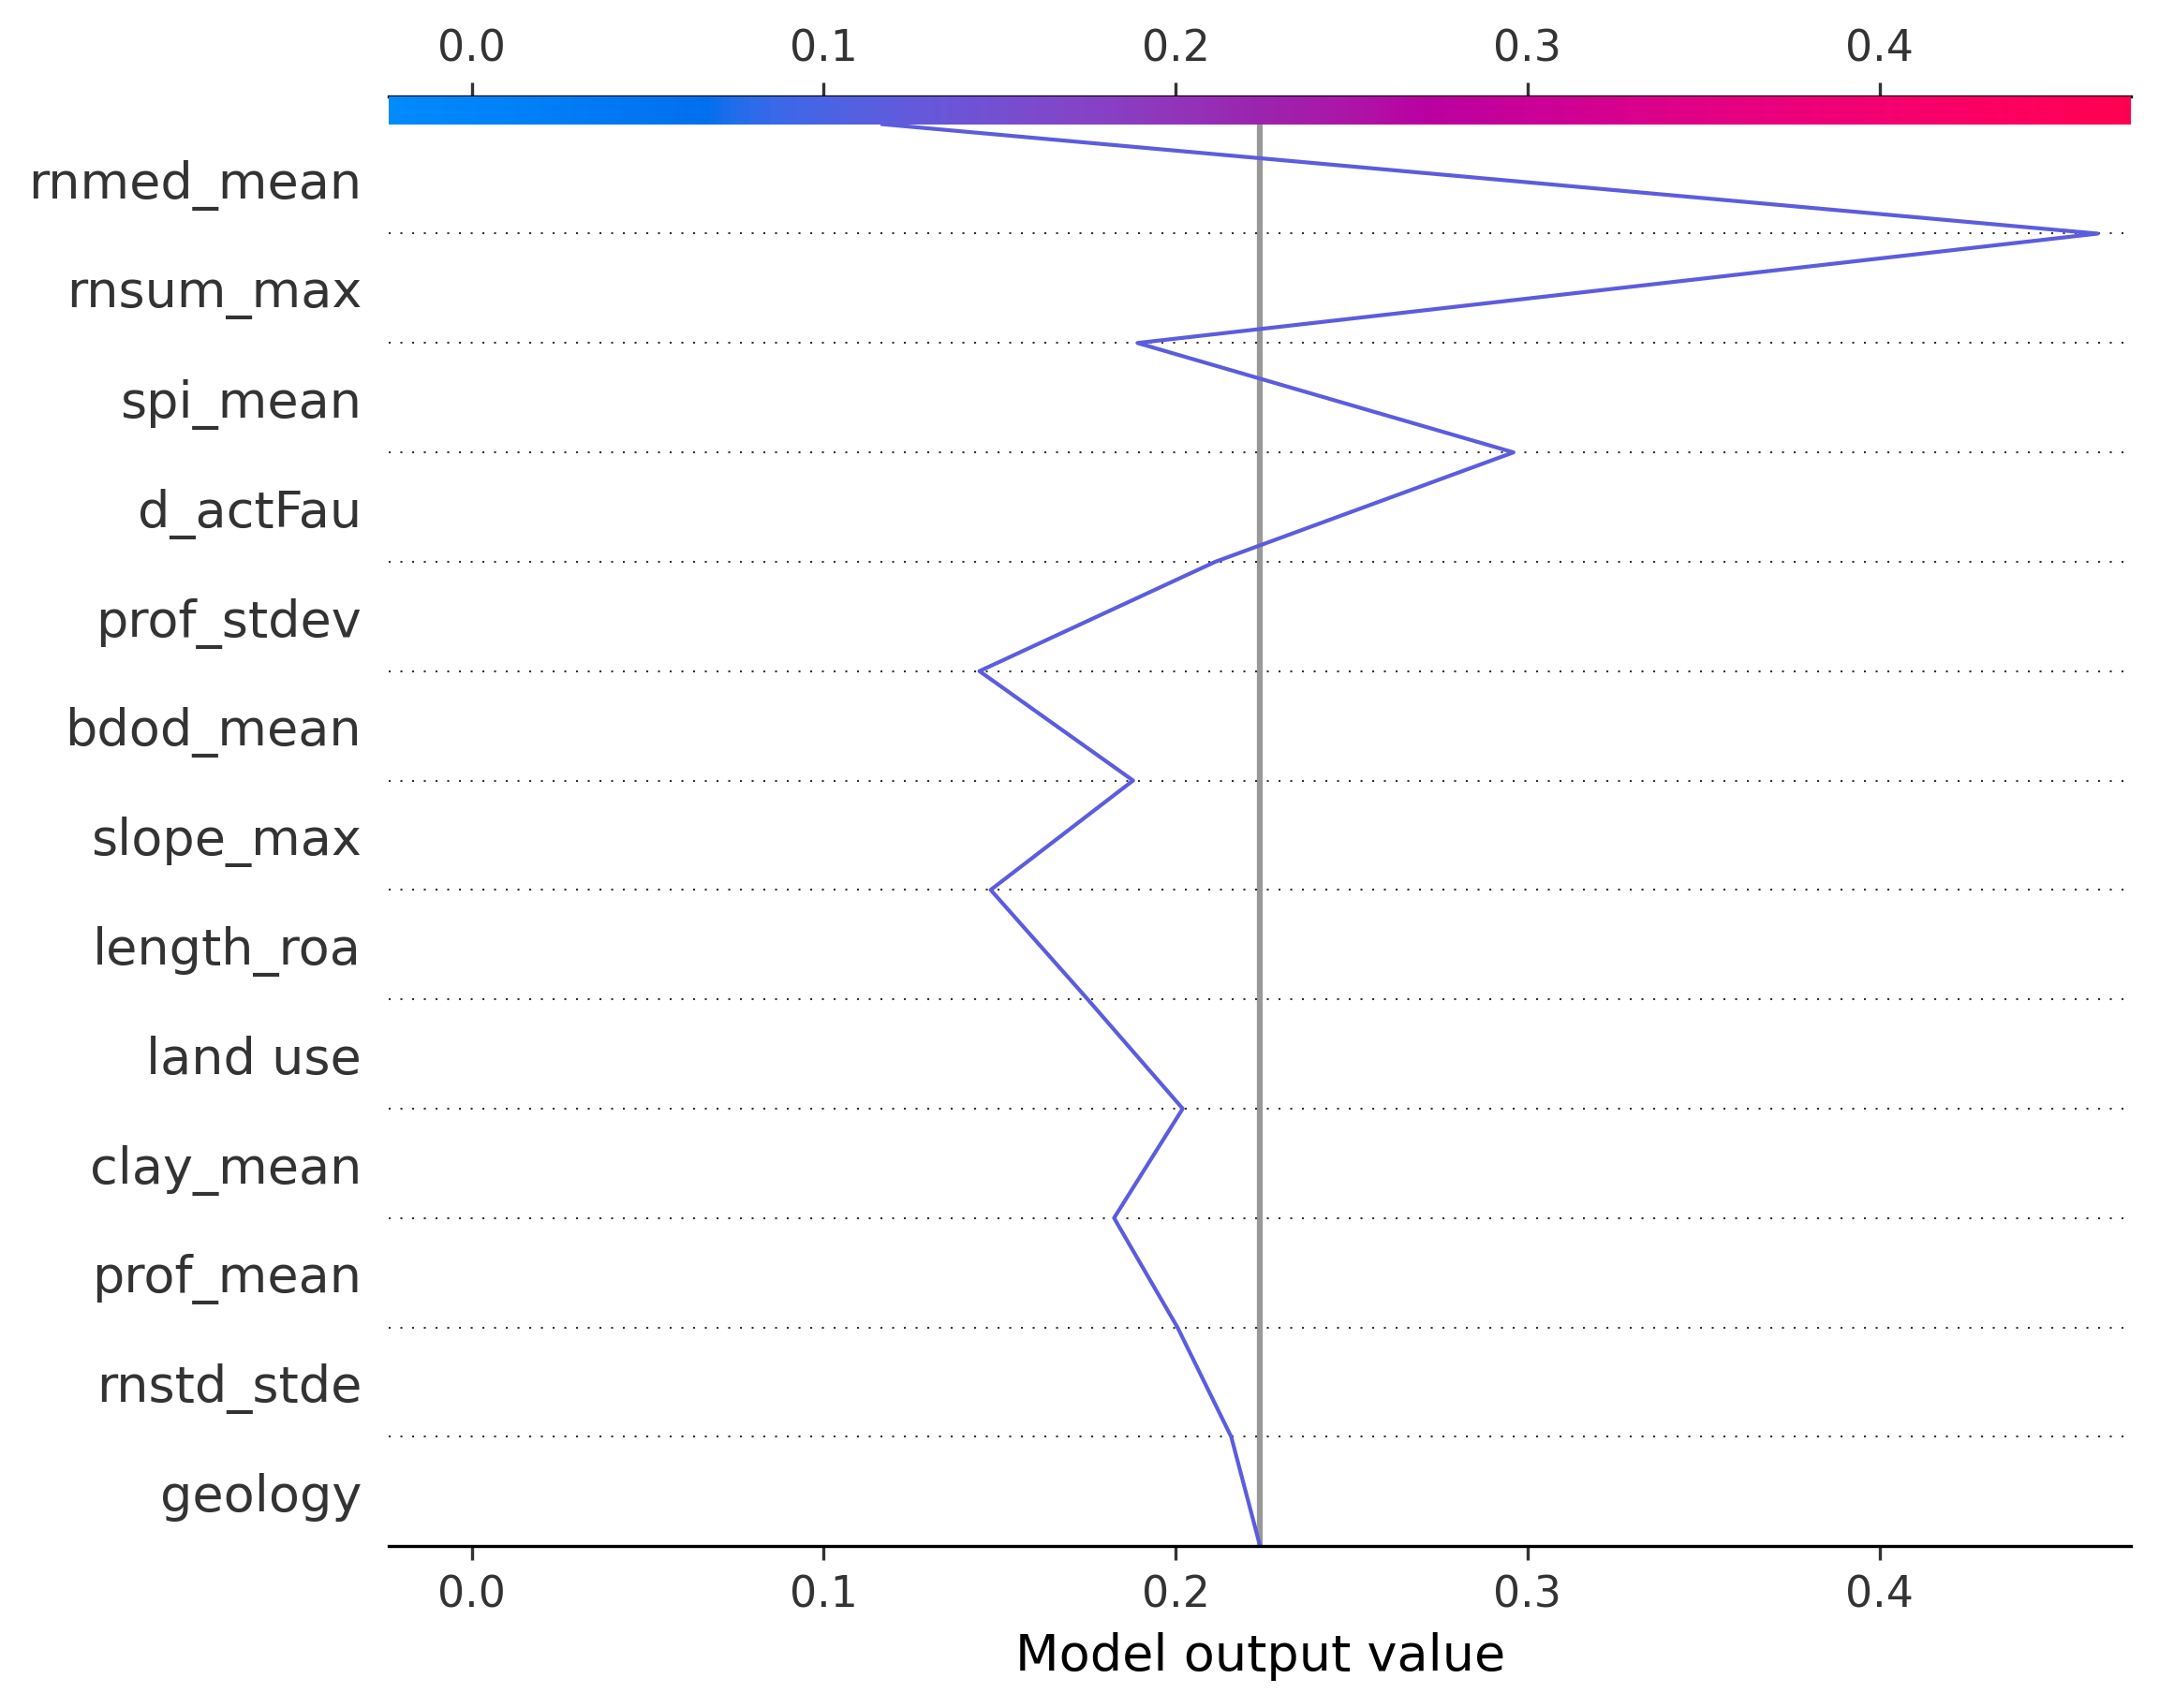 0.0 0.1 0.2 0.3 0.4
rnmed_mean
rnsum_max
spi_mean
d_actFau
prof_stdev
bdod_mean
slope_max
length_roa
land use
clay_mean
prof_mean
rnstd_stde
geology
0.0 0.1 0.2 0.3 0.4
Model output value